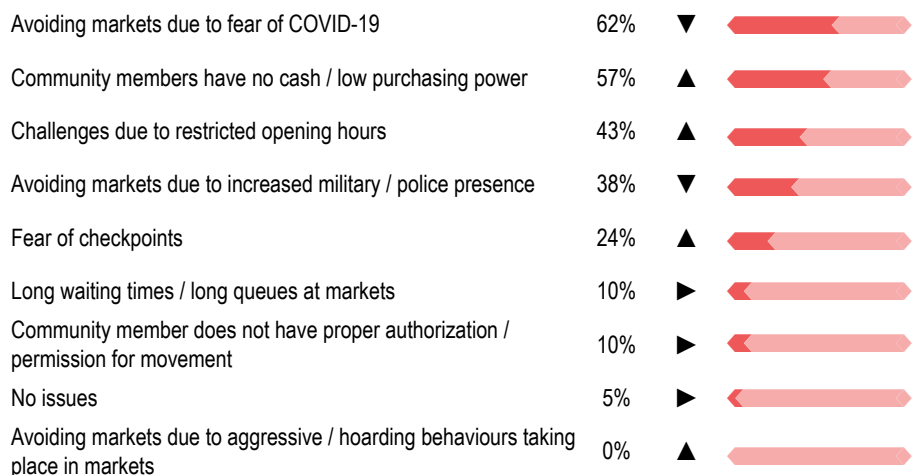 Avoiding markets due to fear of COVID-19 62% ▼
Community members have no cash / low purchasing power 57% ▲
Challenges due to restricted opening hours 43% ▲
Avoiding markets due to increased military / police presence 38% ▼
Fear of checkpoints 24% ▲
Long waiting times / long queues at markets 10% ►
Community member does not have proper authorization /
permission for movement 10% ►
No issues 5% ►
Avoiding markets due to aggressive / hoarding behaviours taking
place in markets 0% ▲